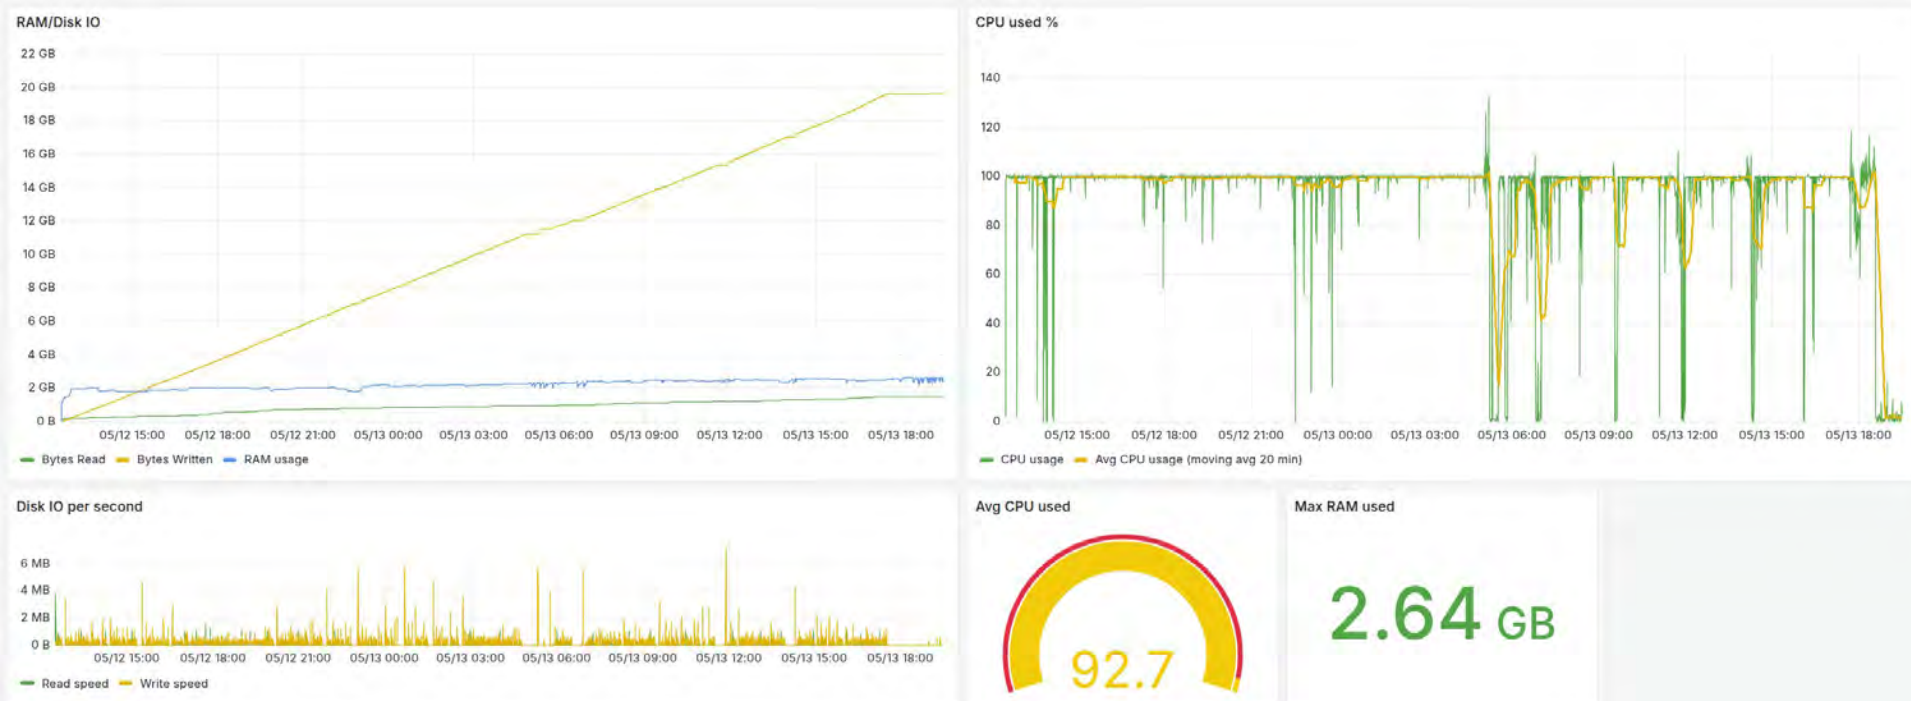 RAM/Disk IO
22 GB
20 GB
18 GB
16 GB
14 GB
12 GB
10 GB
8 GB
6 GB
4 GB
2 GB
0 B
05/12 15:00 05/12 18:00 05/12 21:00 05/13 00:00 05/13 03:00 05/13 06:00 05/13 09:00 05/13 12:00 05/13 15:00 05/13 18:00
Bytes Read Bytes Written RAM usage
CPU used %
140
120
100
80
60
40
20
0
05/12 15:00 05/12 18:00 05/12 21:00 05/13 00:00 05/13 03:00 05/13 06:00 05/13 09:00 05/13 12:00 05/13 15:00 05/13 18:00
CPU usage Avg CPU usage (moving avg 20 min)
Disk IO per second
6 MB
4 MB
2 MB
0 B
05/12 15:00 05/12 18:00 05/12 21:00 05/13 00:00 05/13 03:00 05/13 06:00 05/13 09:00 05/13 12:00 05/13 15:00 05/13 18:00
Read speed Write speed
Avg CPU used
92.7
Max RAM used
2.64 GB